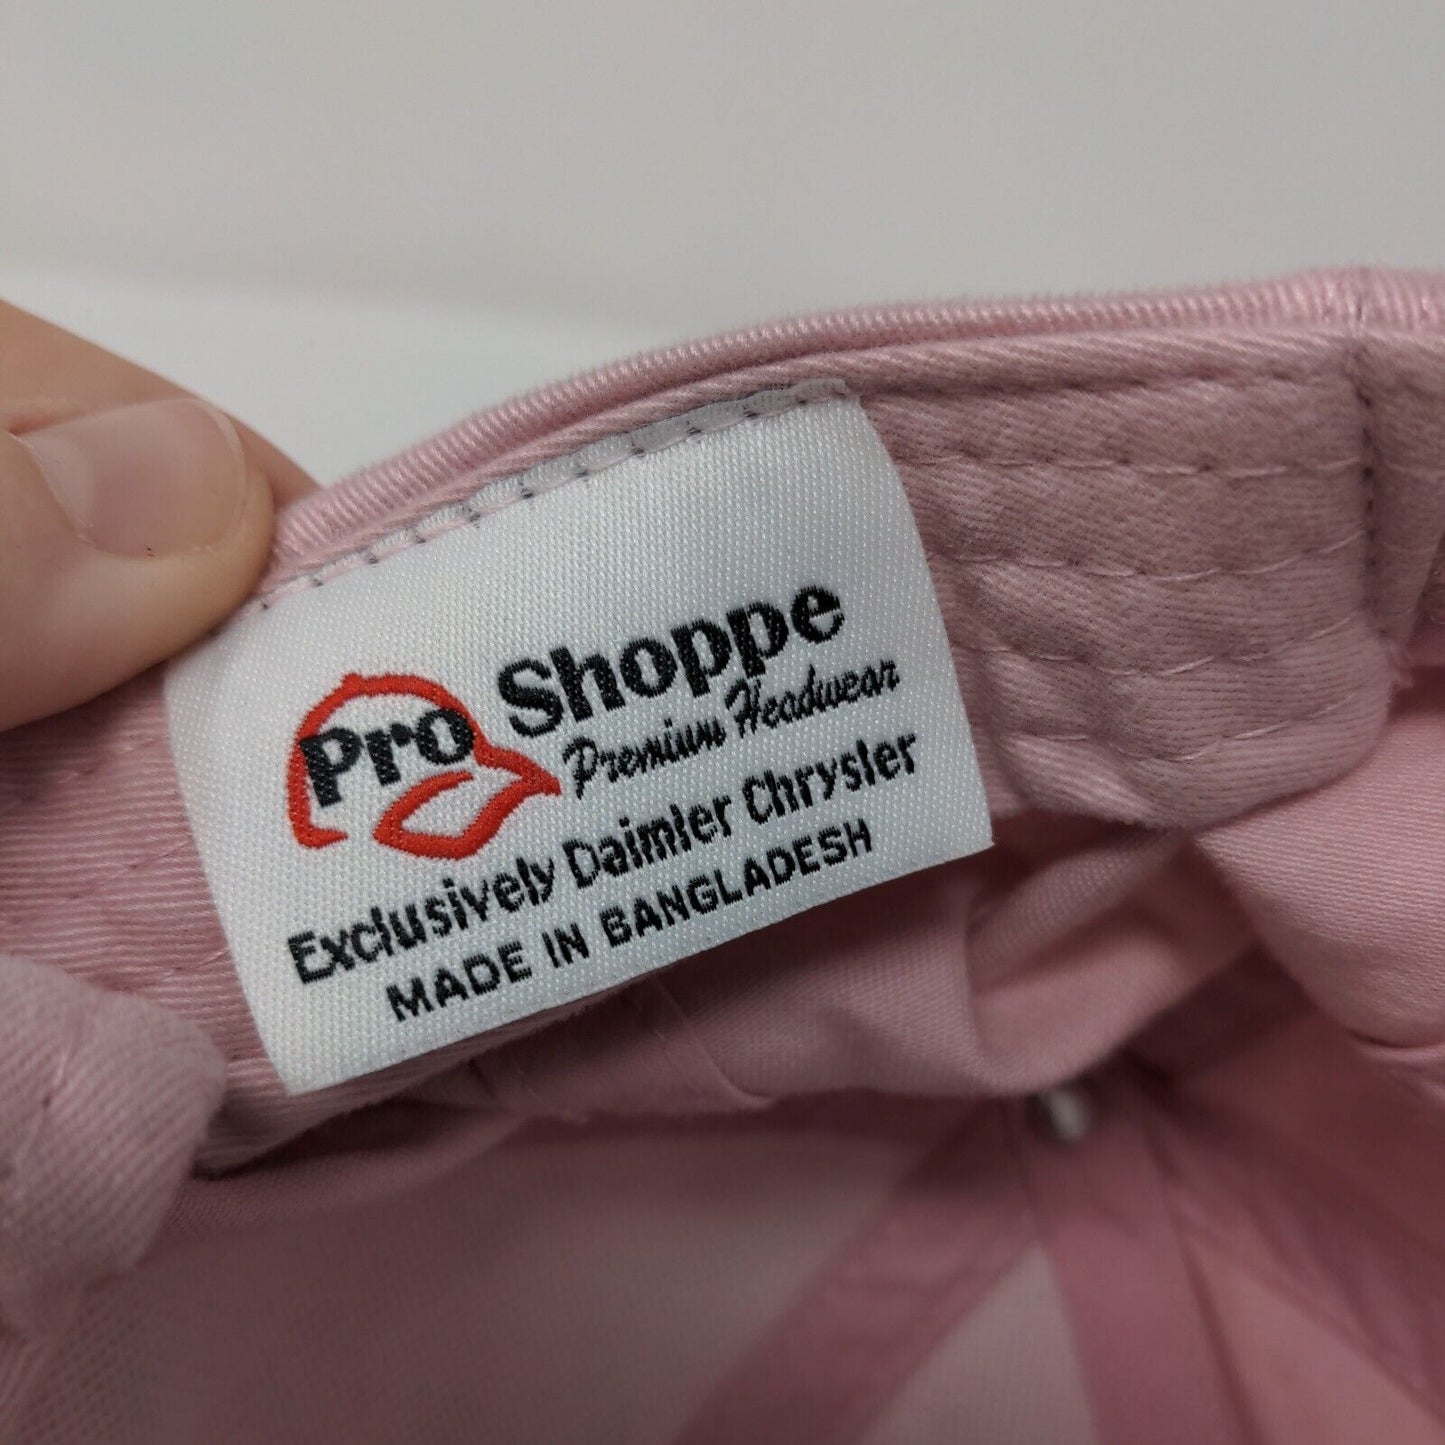 Pro Shoppe
Premium Headwear
Exclusively Daimler Chrysler
MADE IN BANGLADESH